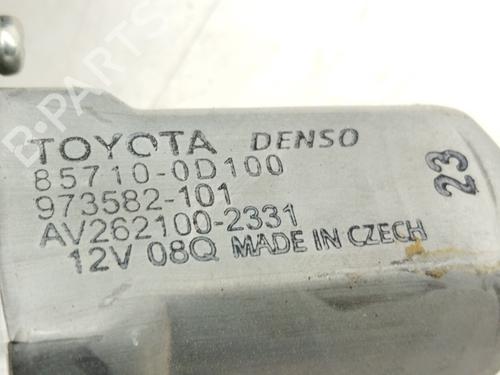 TOYOTA DENSO
85710-0D100
973582-101
AV262100-2331
12V 08Q MADE IN CZECH
23
B-PARTS